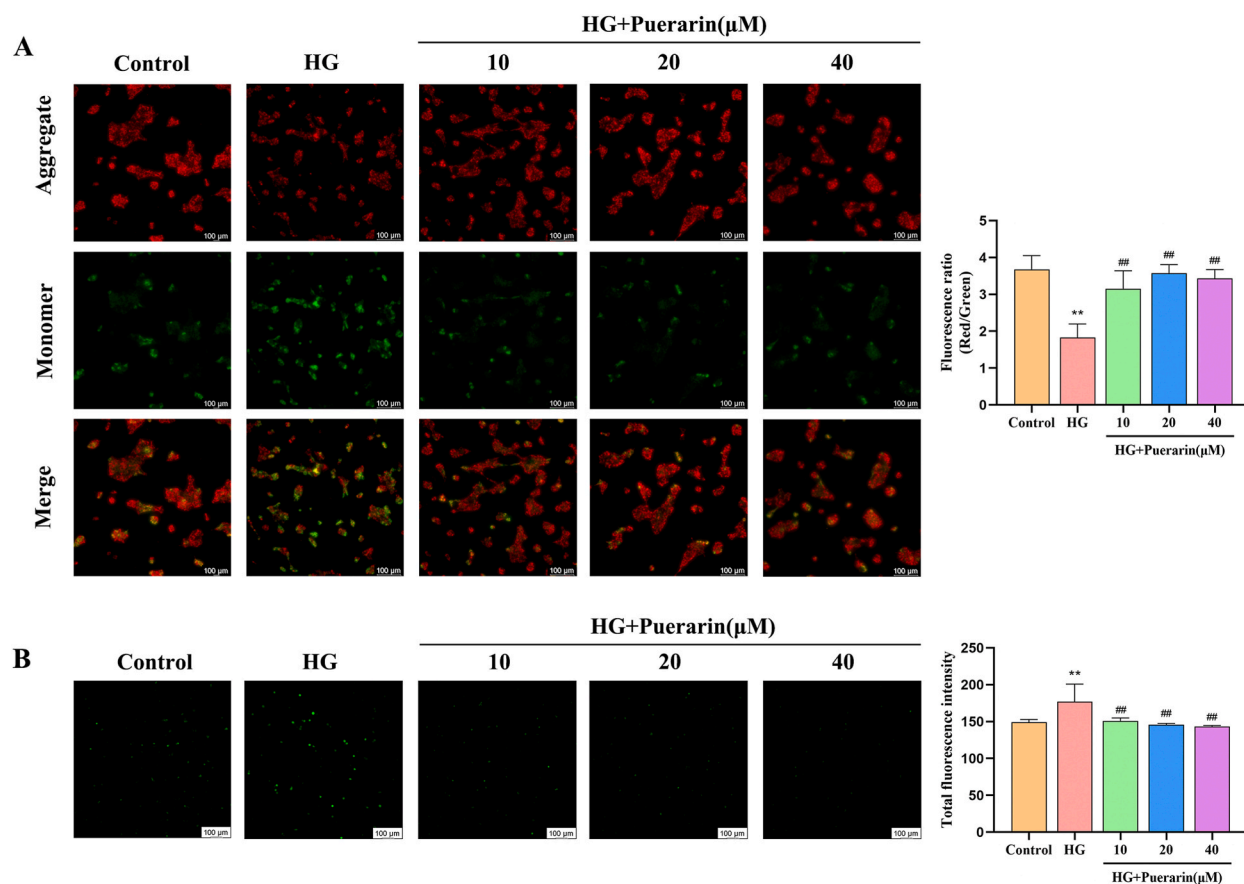 A
HG+Puerarin(μM)
Control HG 10 20 40
Aggregate
100 μm 100 μm 100 μm 100 μm 100 μm
Monomer
100 μm 100 μm 100 μm 100 μm 100 μm
Merge
100 μm 100 μm 100 μm 100 μm 100 μm
Fluorescence ratio
(Red/Green)
5
4
3
2
1
0
** ## ## ##
Control HG 10 20 40
HG+Puerarin(μM)
B
HG+Puerarin(μM)
Control HG 10 20 40
100 μm 100 μm 100 μm 100 μm 100 μm
Total fluorescence intensity
250
200
150
100
50
0
** ## ## ##
Control HG 10 20 40
HG+Puerarin(μM)